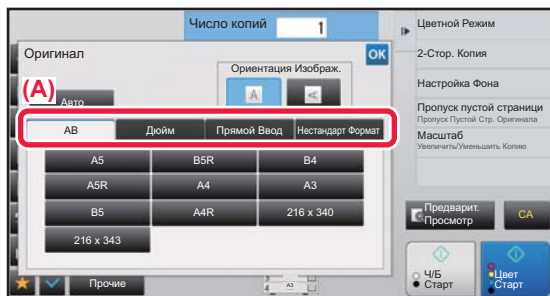 Число копий 1
Оригинал
OK
Ориентация Изображ.
A
A
(A)
Авто
AB
Дюйм
Прямой Ввод
Нестандарт Формат
A5
B5R
B4
A5R
A4
A3
B5
A4R
216 x 340
216 x 343
Прочие
A3
4
Цветной Режим
2-Стор. Копия
Настройка Фона
Пропуск пустой страници
Пропуск Пустой Стр. Оригинала
Масштаб
Увеличить/Уменьшить Копию
Предварит.
Просмотр
CA
Ч/Б
Старт
Цвет
Старт